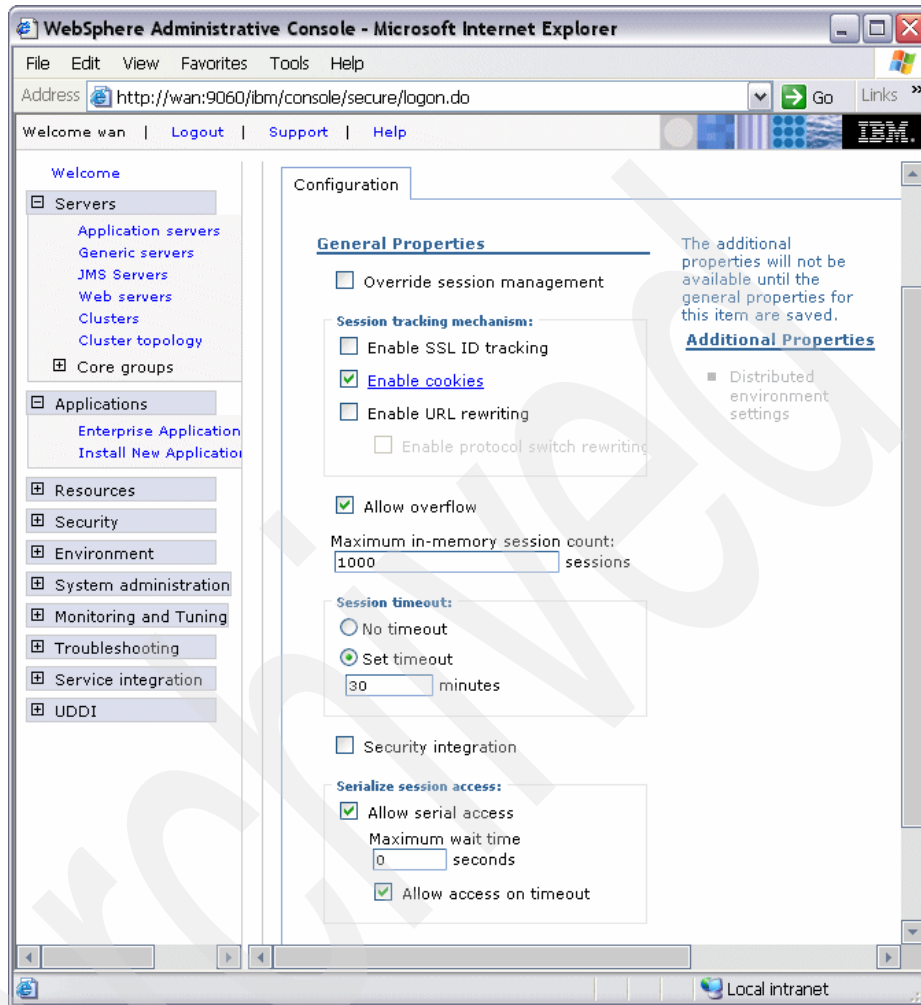 WebSphere Administrative Console - Microsoft Internet Explorer
File Edit View Favorites Tools Help
Address http://wan:9060/ibm/console/secure/logon.do Go Links »
Welcome wan | Logout | Support | Help IBM.
Welcome
Servers
Application servers
Generic servers
JMS Servers
Web servers
Clusters
Cluster topology
Core groups
Applications
Enterprise Application
Install New Application
Resources
Security
Environment
System administration
Monitoring and Tuning
Troubleshooting
Service integration
UDDI
Configuration
General Properties
Override session management
Session tracking mechanism:
Enable SSL ID tracking
Enable cookies
Enable URL rewriting
Enable protocol switch rewriting
Allow overflow
Maximum in-memory session count:
1000 sessions
Session timeout:
No timeout
Set timeout
30 minutes
Security integration
Serialize session access:
Allow serial access
Maximum wait time
0 seconds
Allow access on timeout
The additional
properties will not be
available until the
general properties for
this item are saved.
Additional Properties
Distributed
environment
settings
Local intranet
Archived